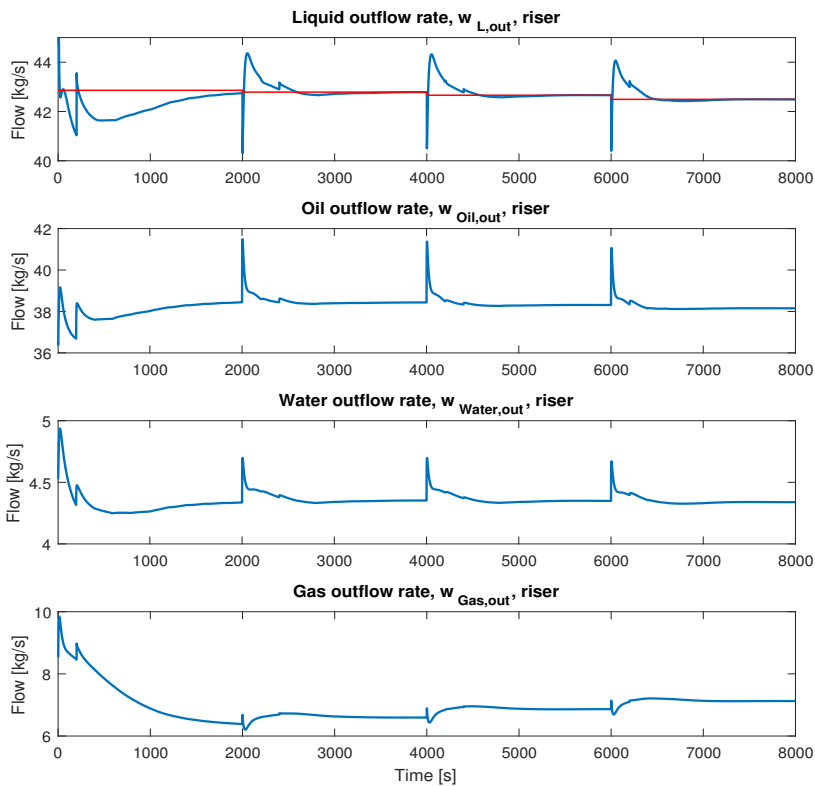 Liquid outflow rate, w L,out, riser
Flow [kg/s]
44
42
40
0 1000 2000 3000 4000 5000 6000 7000 8000
Oil outflow rate, w Oil,out, riser
Flow [kg/s]
42
40
38
36
1000 2000 3000 4000 5000 6000 7000 8000
Water outflow rate, w Water,out, riser
Flow [kg/s]
5
4.5
4
1000 2000 3000 4000 5000 6000 7000 8000
Gas outflow rate, w Gas,out, riser
Flow [kg/s]
10
8
6
0 1000 2000 3000 4000 5000 6000 7000 8000
Time [s]